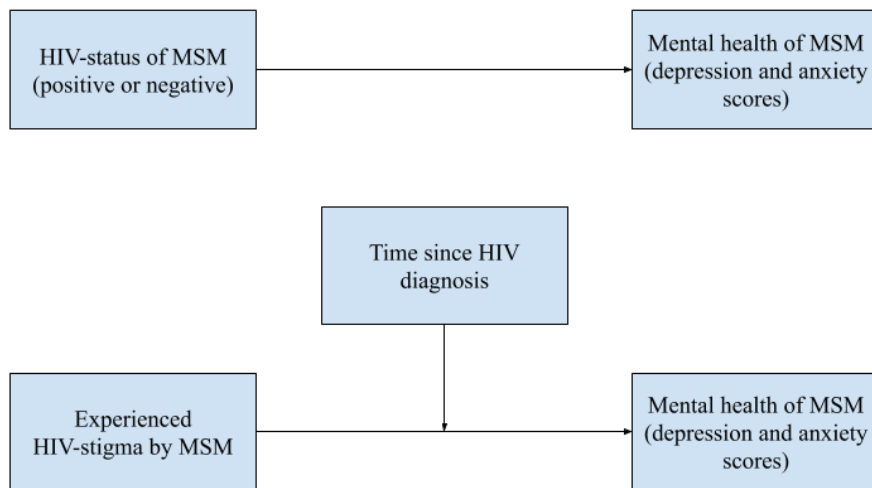 HIV-status of MSM
(positive or negative)
Mental health of MSM
(depression and anxiety
scores)
Time since HIV
diagnosis
Experienced
HIV-stigma by MSM
Mental health of MSM
(depression and anxiety
scores)